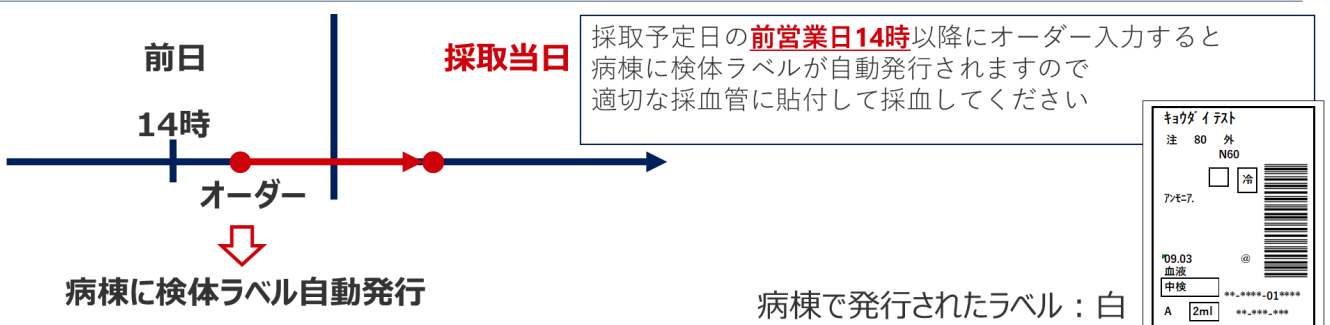 前日
採取当日
14時
オーダー
病棟に検体ラベル自動発行
採取予定日の前営業日14時以降にオーダー入力すると
病棟に検体ラベルが自動発行されますので
適切な採血管に貼付して採血してください
病棟で発行されたラベル：白
ｷｮｳﾀﾞｲ ﾃｽﾄ
注 80 外
N60
冷
ｱﾝﾓﾆｱ.
'09.03 @
血液
中検
**-****-01****
A 2ml **-***-***